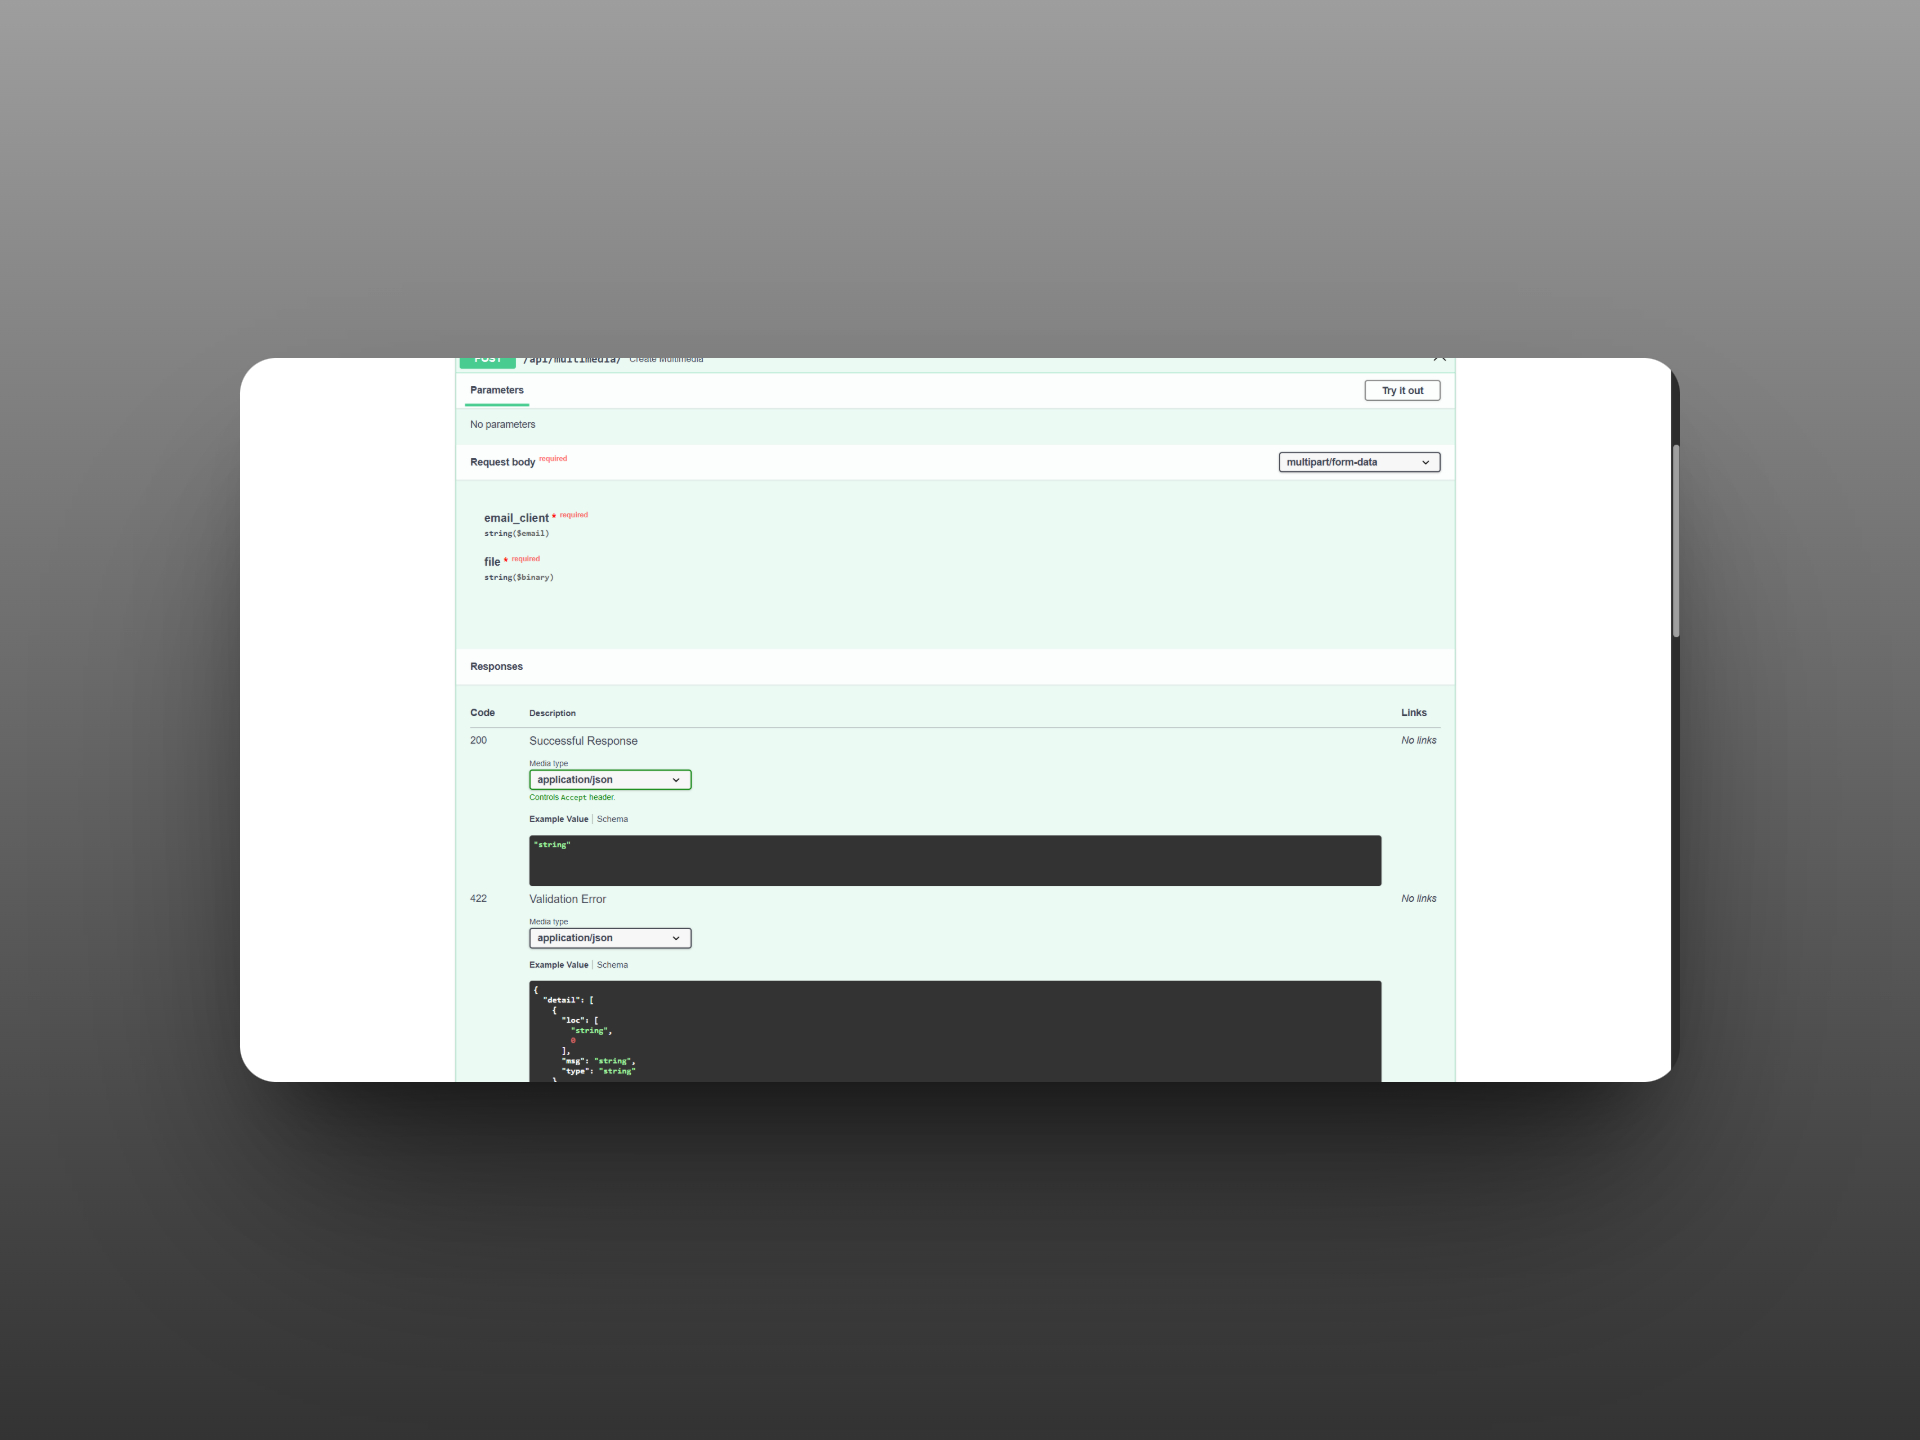 POST /api/multimedia/ Create Multimedia
Parameters
Try it out
No parameters
Request body required
multipart/form-data
email_client * required
string($email)
file * required
string($binary)
Responses
Code Description Links
200 Successful Response No links
Media type
application/json
Controls Accept header.
Example Value Schema
"string"
422 Validation Error No links
Media type
application/json
Example Value Schema
{
"detail": [
{
"loc": [
"string",
0
],
"msg": "string",
"type": "string"
}